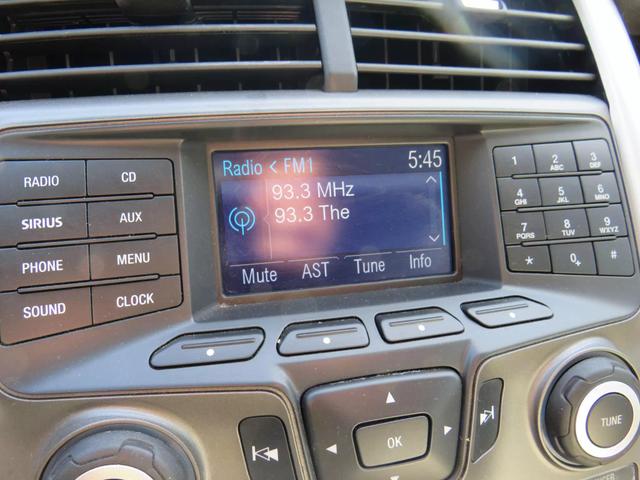 Radio < FM1 5:45
93.3 MHz
93.3 The
Mute AST Tune Info
RADIO CD
SIRIUS AUX
PHONE MENU
SOUND CLOCK
1 2 ABC 3 DEF
4 GHI 5 JKL 6 MNO
7 PQRS 8 TUV 9 WXYZ
* 0+ #
OK
TUNE